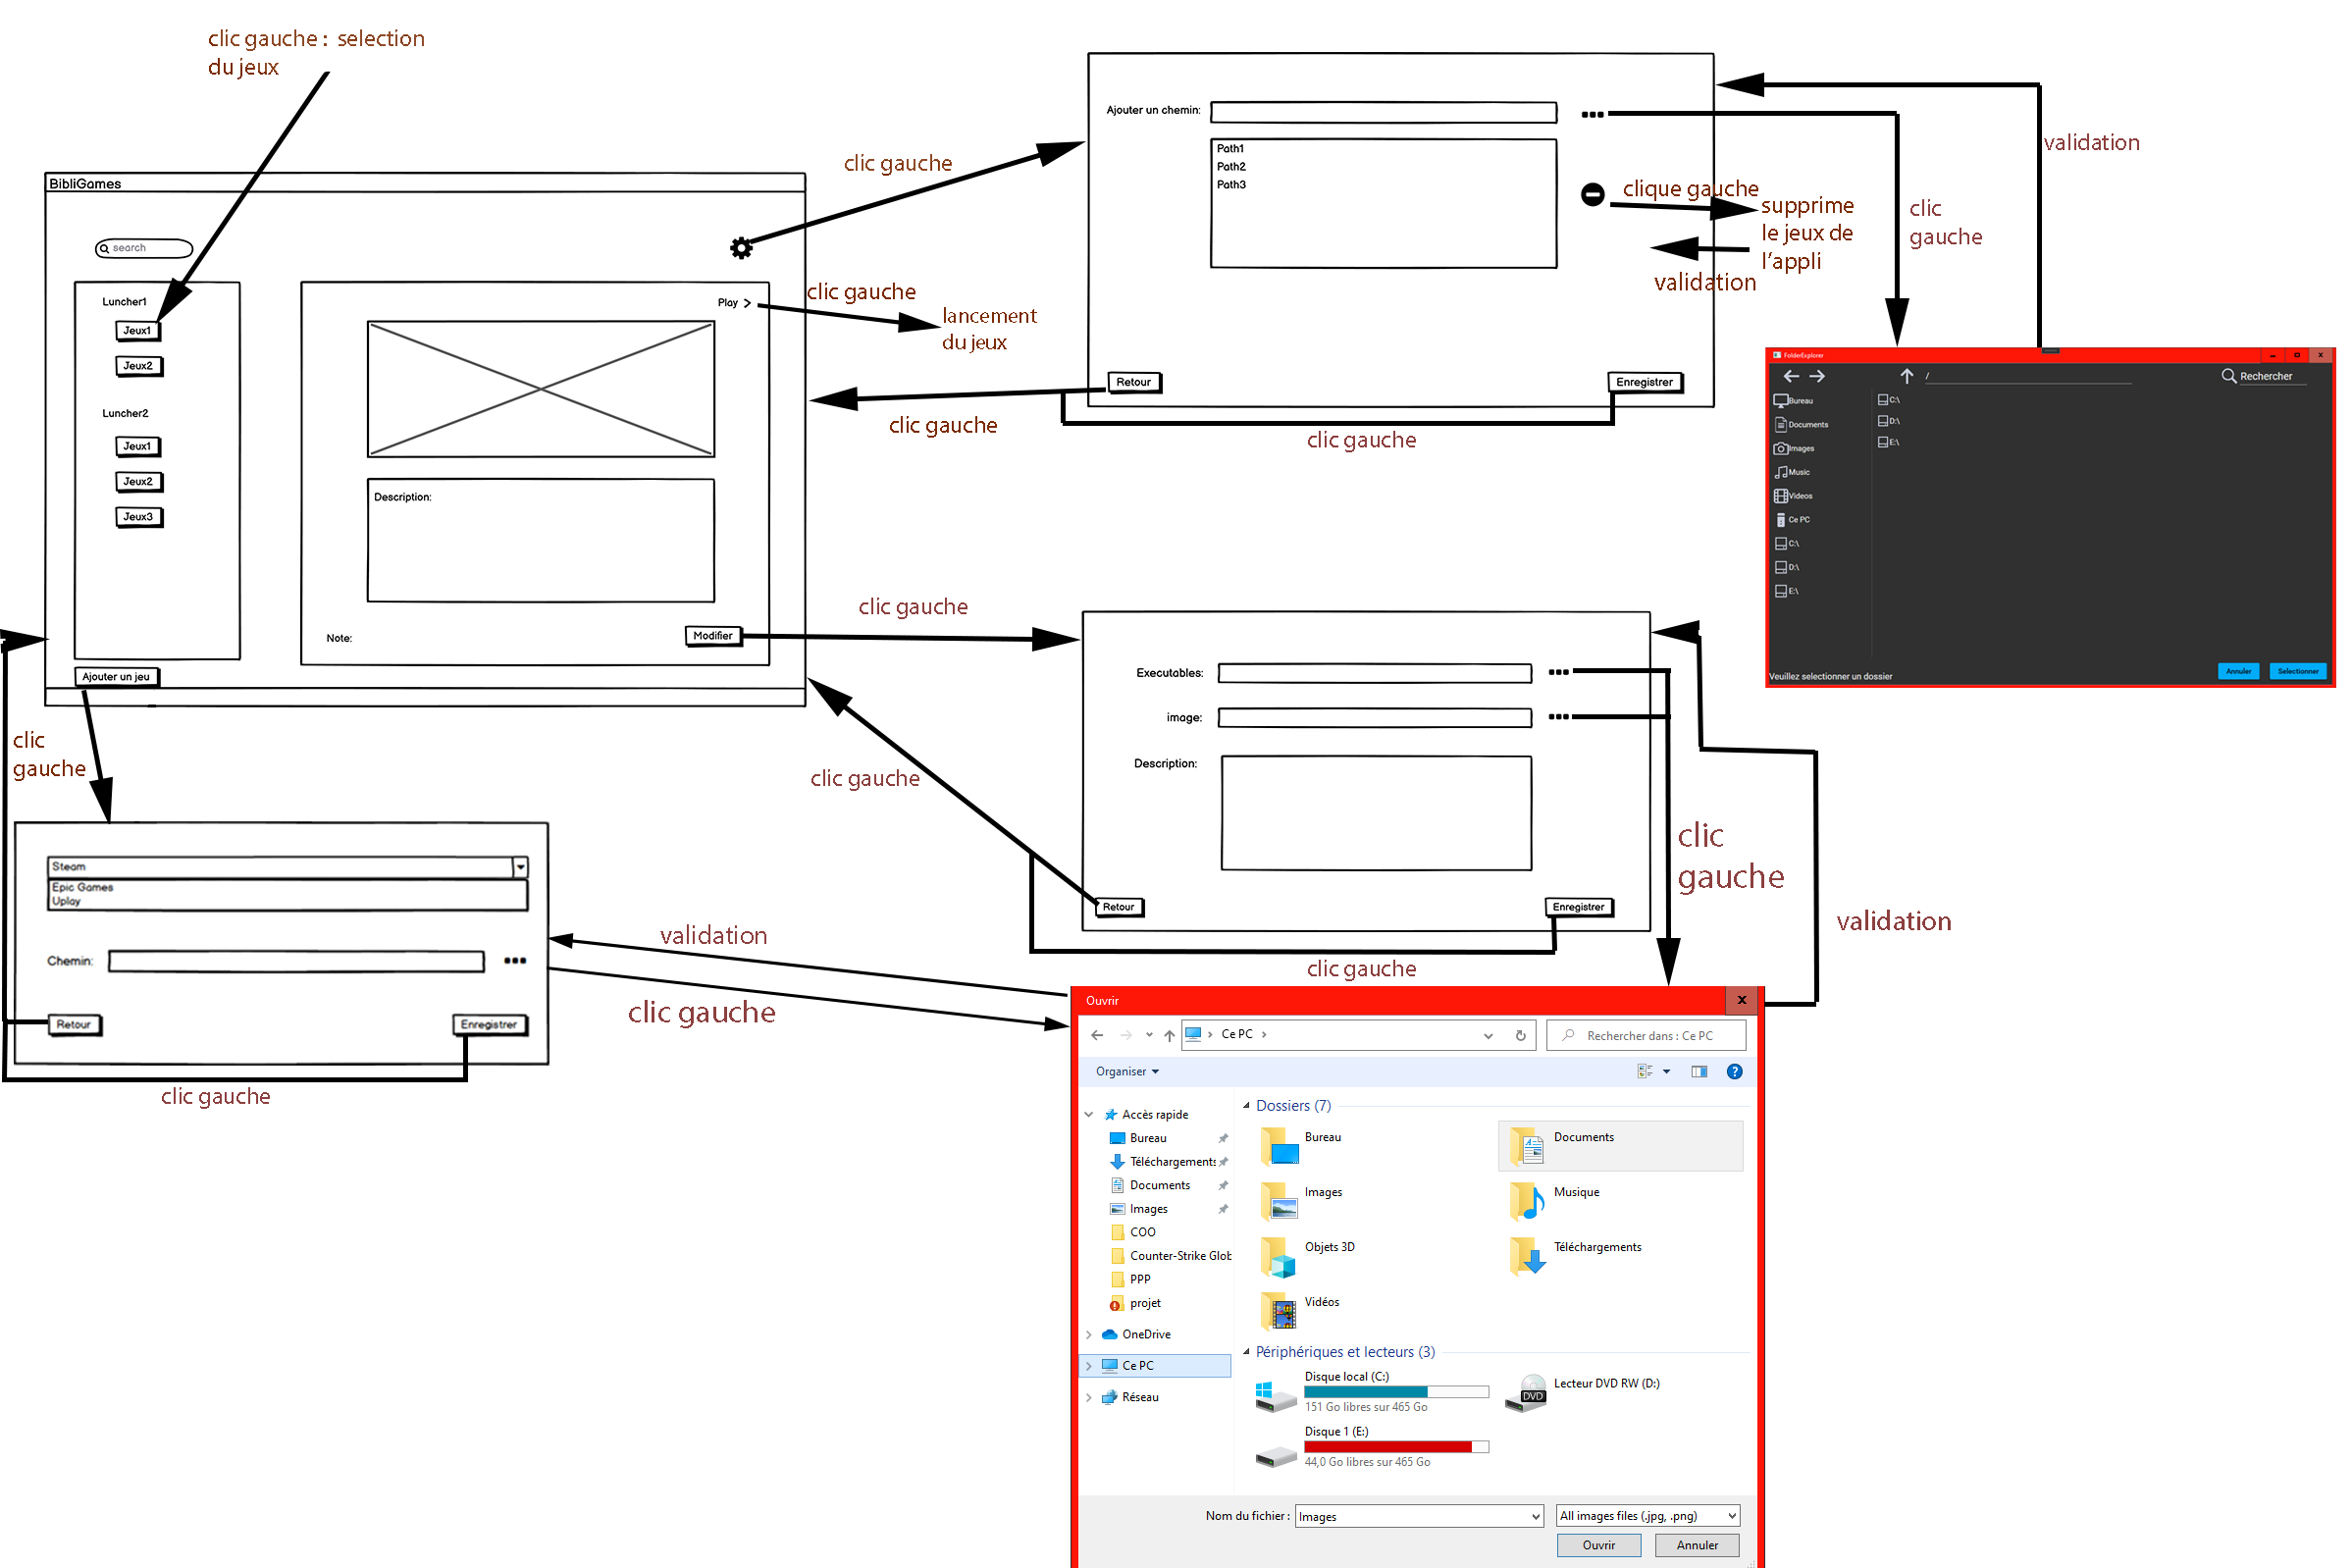 clic gauche : selection
du jeux
BibliGames
search
Luncher1
Jeux1
Jeux2
Luncher2
Jeux1
Jeux2
Jeux3
Ajouter un jeu
Play >
Description:
Note:
Modifier
clic gauche
clic gauche
lancement
du jeux
clic gauche
Ajouter un chemin:
Path1
Path2
Path3
Retour
Enregistrer
clic gauche
clique gauche
supprime
le jeux de
l'appli
validation
clic
gauche
validation
FolderExplorer
/
Rechercher
Bureau
Documents
Images
Music
Videos
Ce PC
C:\
D:\
E:\
C:\
D:\
E:\
Veuillez selectionner un dossier
Annuler
Selectionner
clic gauche
Executables:
image:
Description:
Retour
Enregistrer
clic gauche
clic gauche
clic
gauche
validation
clic
gauche
Steam
Epic Games
Uplay
Chemin:
Retour
Enregistrer
clic gauche
validation
clic gauche
Ouvrir
Ce PC
Rechercher dans : Ce PC
Organiser
Accès rapide
Bureau
Téléchargements
Documents
Images
COO
Counter-Strike Glob
PPP
projet
OneDrive
Ce PC
Réseau
Dossiers (7)
Bureau
Documents
Images
Musique
Objets 3D
Téléchargements
Vidéos
Périphériques et lecteurs (3)
Disque local (C:)
151 Go libres sur 465 Go
Lecteur DVD RW (D:)
DVD
Disque 1 (E:)
44,0 Go libres sur 465 Go
Nom du fichier :
Images
All images files (.jpg, .png)
Ouvrir
Annuler